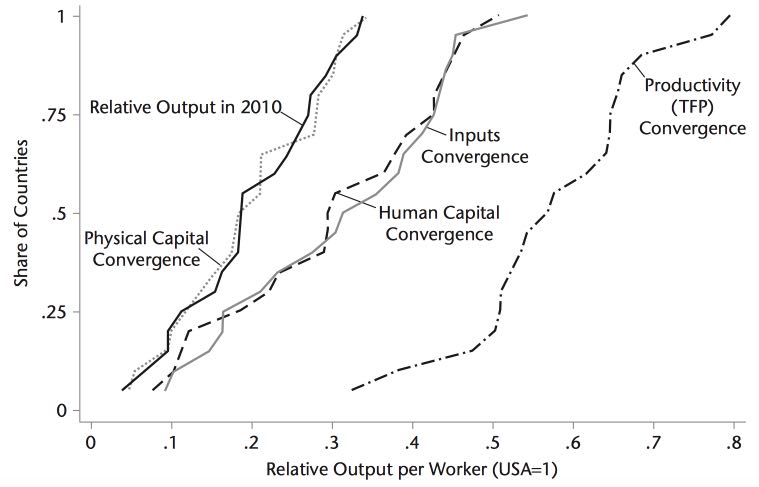 1
.75
.5
.25
0
Share of Countries
Relative Output in 2010
Physical Capital
Convergence
Inputs
Convergence
Human Capital
Convergence
Productivity
(TFP)
Convergence
0 .1 .2 .3 .4 .5 .6 .7 .8
Relative Output per Worker (USA=1)